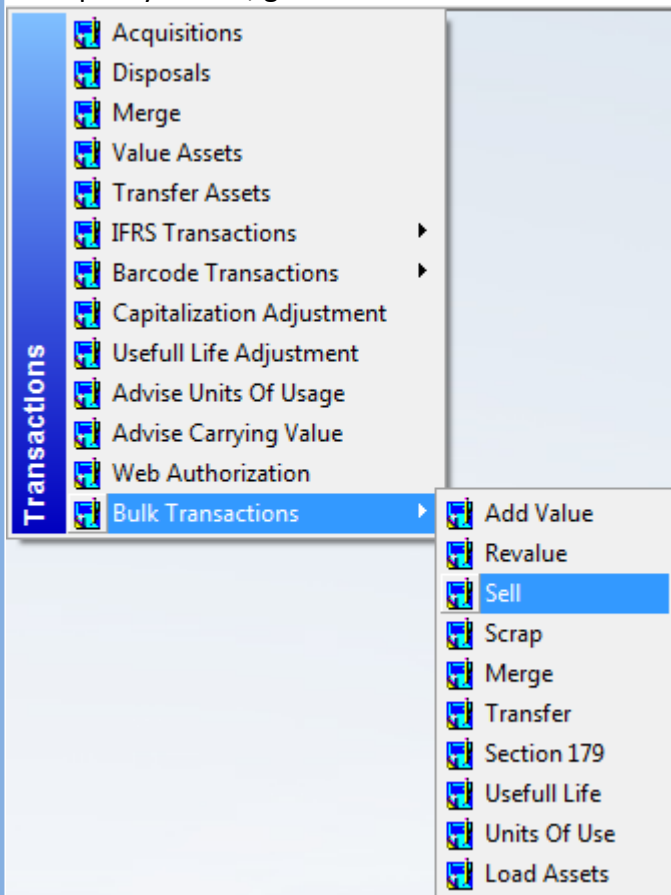 Acquisitions
Disposals
Merge
Value Assets
Transfer Assets
IFRS Transactions
Barcode Transactions
Capitalization Adjustment
Usefull Life Adjustment
Advise Units Of Usage
Advise Carrying Value
Web Authorization
Bulk Transactions
Transactions
Add Value
Revalue
Sell
Scrap
Merge
Transfer
Section 179
Usefull Life
Units Of Use
Load Assets